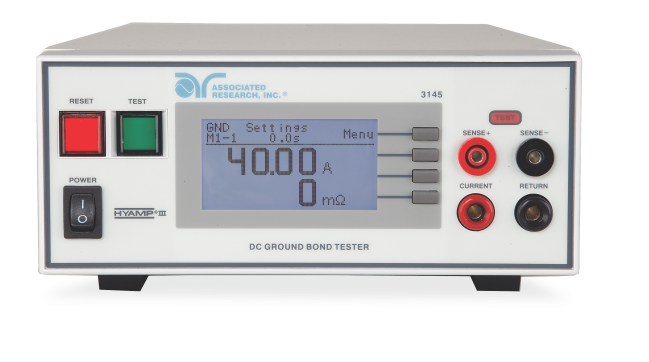 ASSOCIATED
RESEARCH, INC.®
3145
RESET TEST
TEST
GND Settings
M1-1 0.0s Menu
SENSE+ SENSE−
40.00 A
0 mΩ
POWER
CURRENT RETURN
HYAMP® III
DC GROUND BOND TESTER